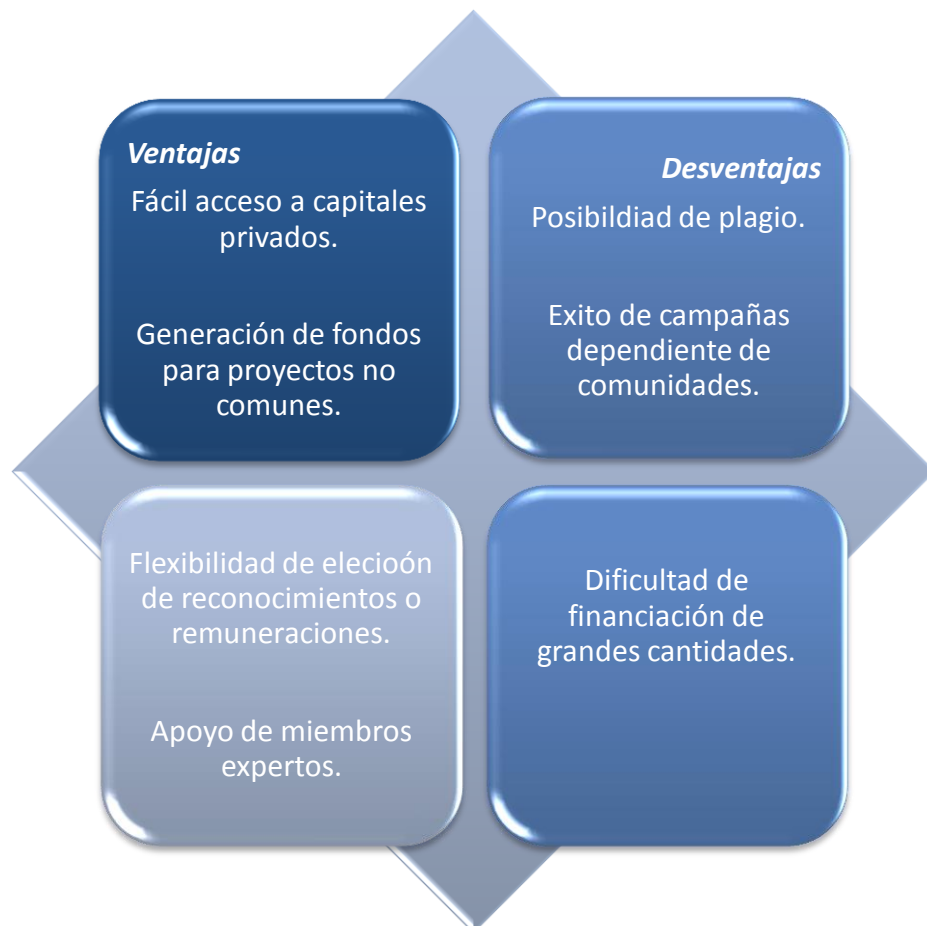 Ventajas
Fácil acceso a capitales
privados.
Generación de fondos
para proyectos no
comunes.
Desventajas
Posibildiad de plagio.
Exito de campañas
dependiente de
comunidades.
Flexibilidad de elecioón
de reconocimientos o
remuneraciones.
Apoyo de miembros
expertos.
Dificultad de
financiación de
grandes cantidades.